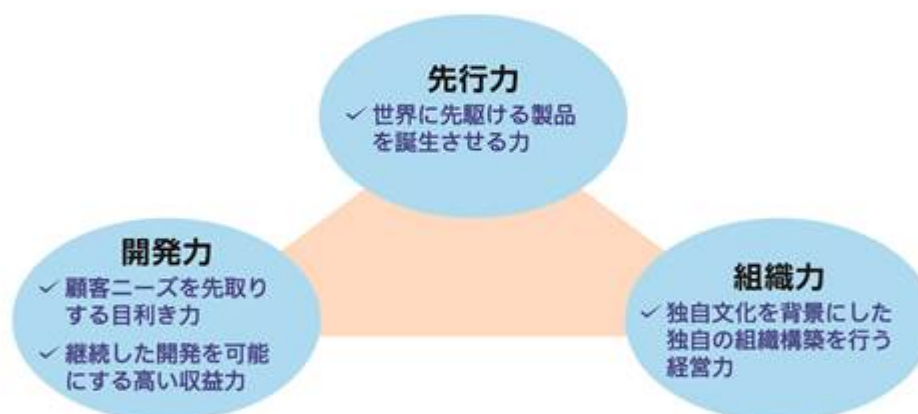 先行力
✓ 世界に先駆ける製品
を誕生させる力
開発力
✓ 顧客ニーズを先取り
する目利き力
✓ 継続した開発を可能
にする高い収益力
組織力
✓ 独自文化を背景にした
独自の組織構築を行う
経営力